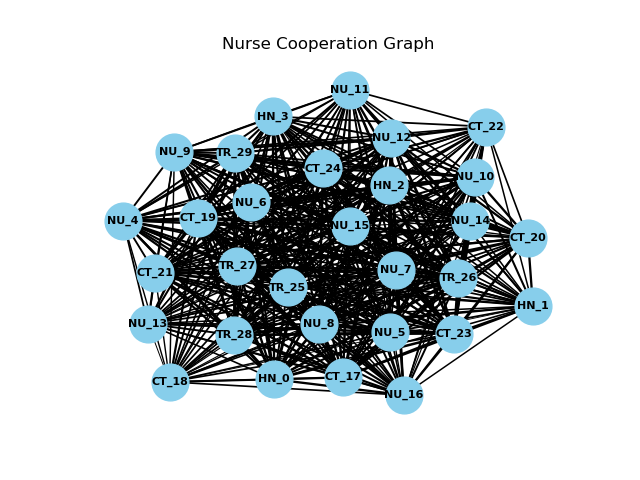 Nurse Cooperation Graph
NU_11
HN_3
CT_22
NU_12
NU_9
TR_29
CT_24
NU_10
HN_2
NU_6
CT_19
NU_4
NU_14
NU_15
CT_20
TR_27
NU_7
CT_21
TR_26
TR_25
HN_1
NU_13
NU_8
NU_5
CT_23
TR_28
CT_17
HN_0
CT_18
NU_16